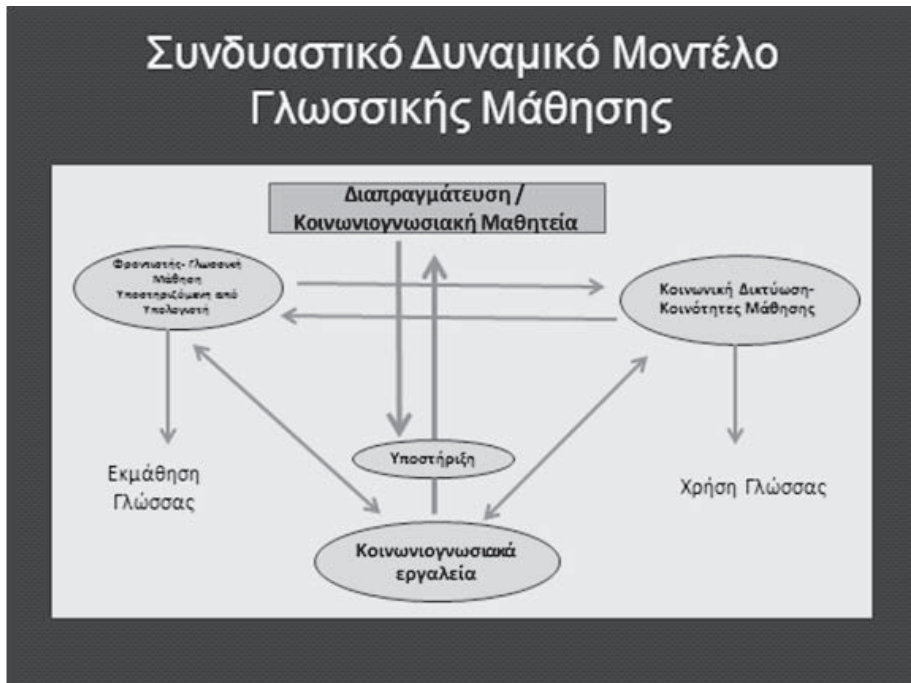 Συνδυαστικό Δυναμικό Μοντέλο
Γλωσσικής Μάθησης
Διαπραγμάτευση /
Κοινωνιογνωσιακή Μαθητεία
Φροντιστής- Γλωσσική
Μάθηση
Υποστηριζόμενη από
Υπολογιστή
Κοινωνική Δικτύωση-
Κοινότητες Μάθησης
Υποστήριξη
Εκμάθηση
Γλώσσας
Χρήση Γλώσσας
Κοινωνιογνωσιακά
εργαλεία